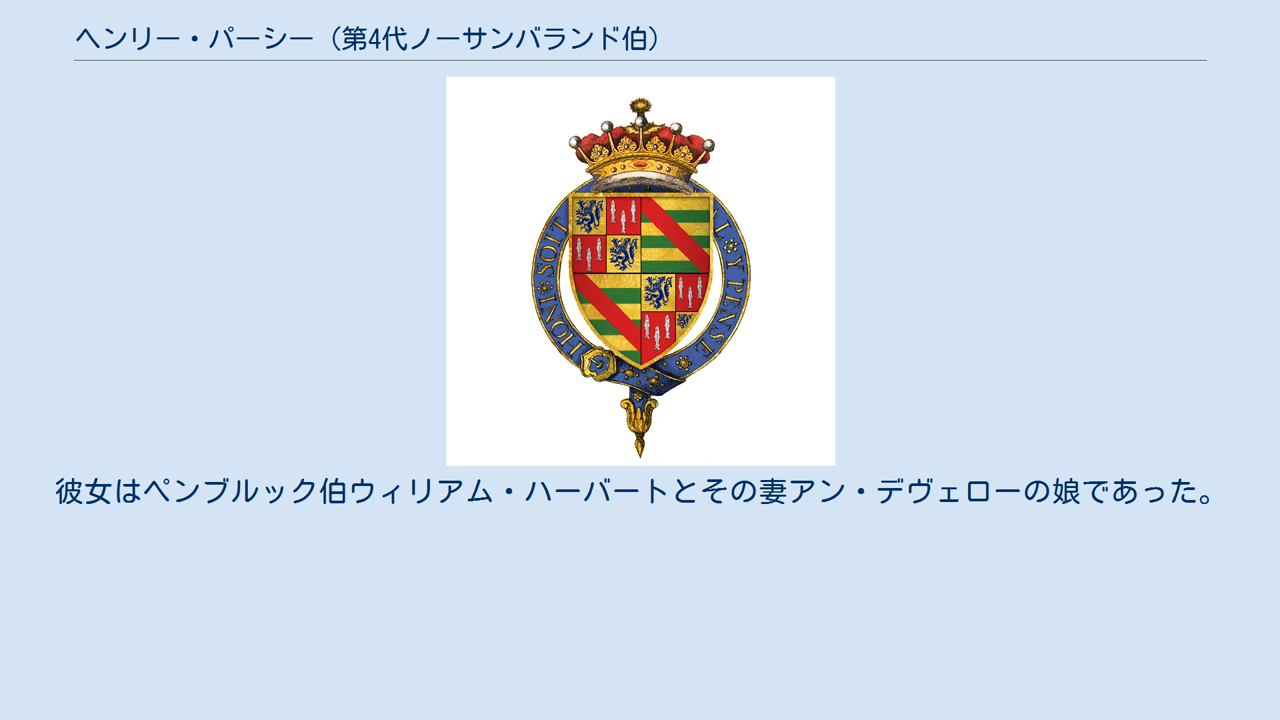 ヘンリー・パーシー（第4代ノーサンバランド伯）
HONI·SOIT
L·Y·PENSE
彼女はペンブルック伯ウィリアム・ハーバートとその妻アン・デヴェローの娘であった。